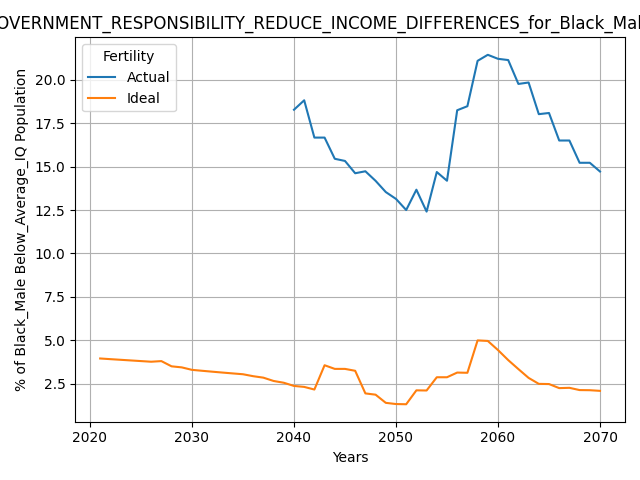 OVERNMENT_RESPONSIBILITY_REDUCE_INCOME_DIFFERENCES_for_Black_Mal
Fertility
Actual
Ideal
% of Black_Male Below_Average_IQ Population
20.0
17.5
15.0
12.5
10.0
7.5
5.0
2.5
2020 2030 2040 2050 2060 2070
Years